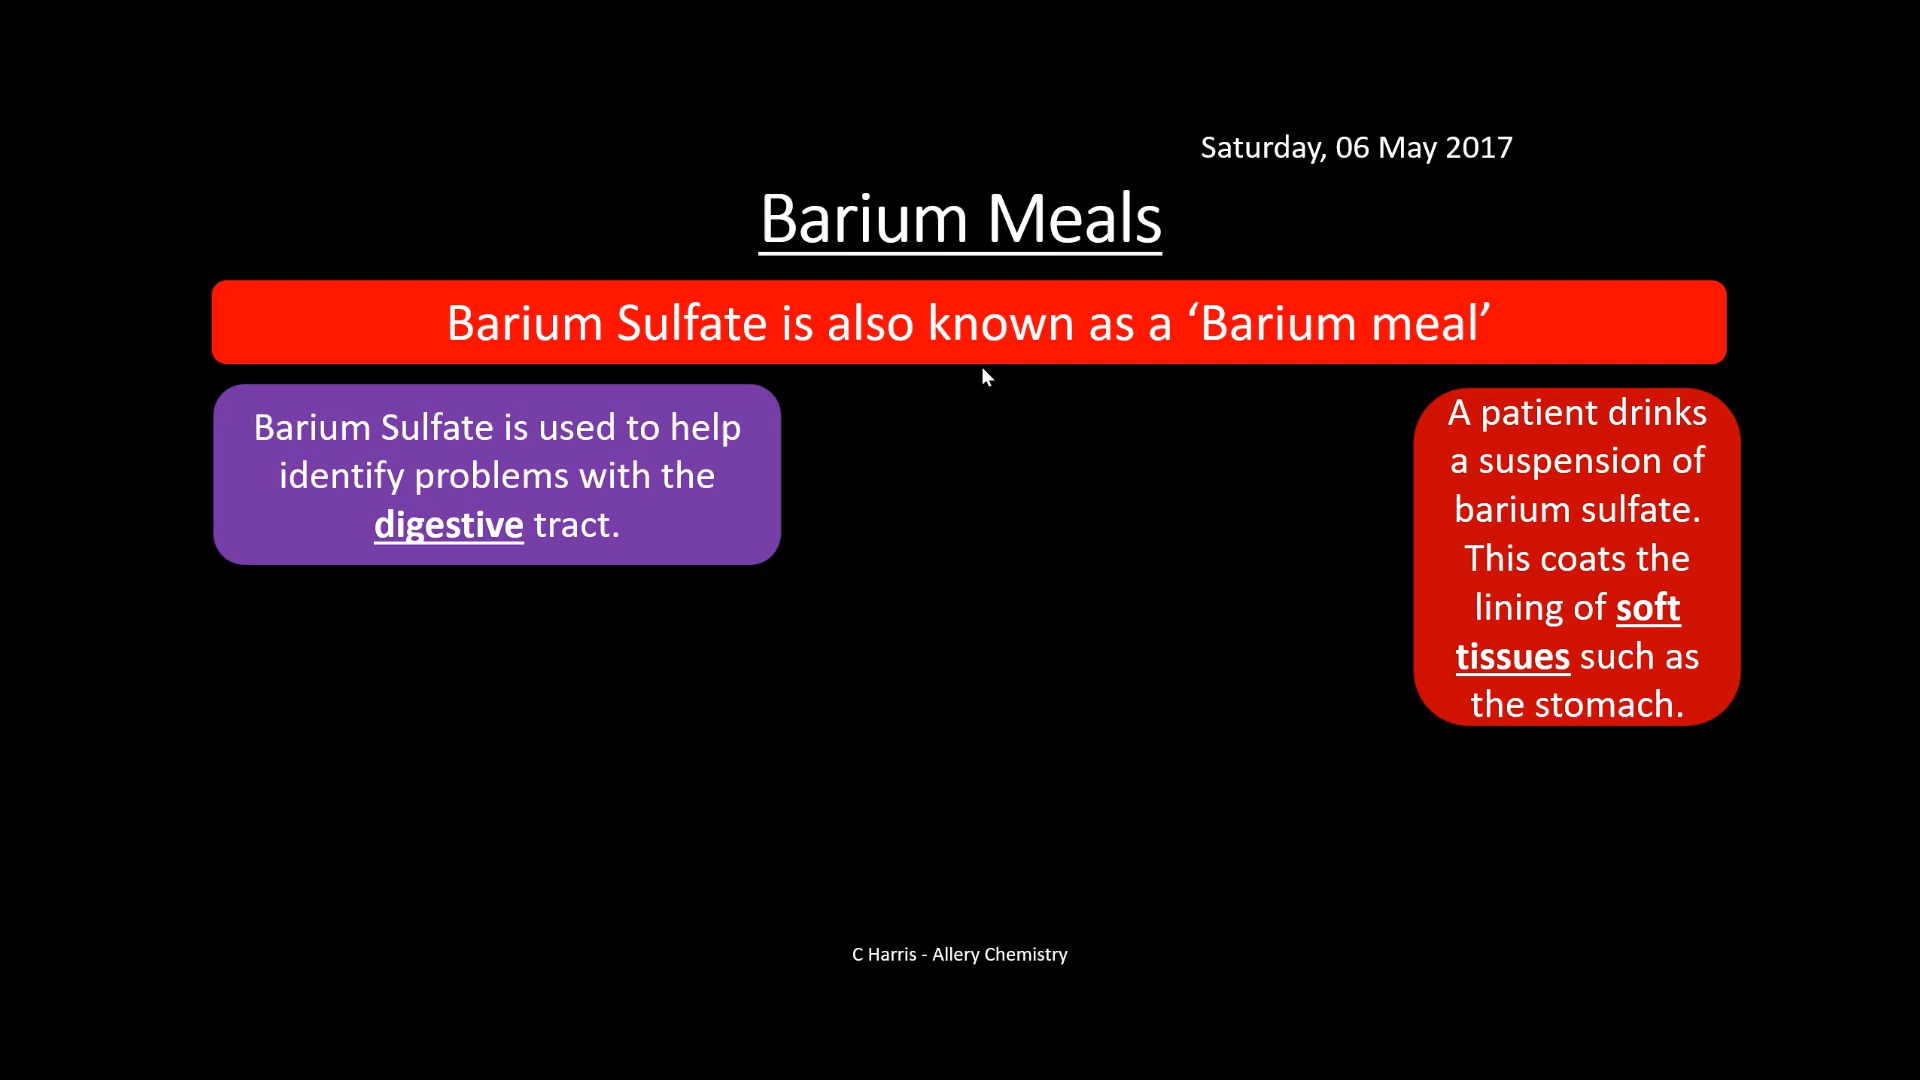 Saturday, 06 May 2017
Barium Meals
Barium Sulfate is also known as a ‘Barium meal’
Barium Sulfate is used to help
identify problems with the
digestive tract.
A patient drinks
a suspension of
barium sulfate.
This coats the
lining of soft
tissues such as
the stomach.
C Harris - Allery Chemistry